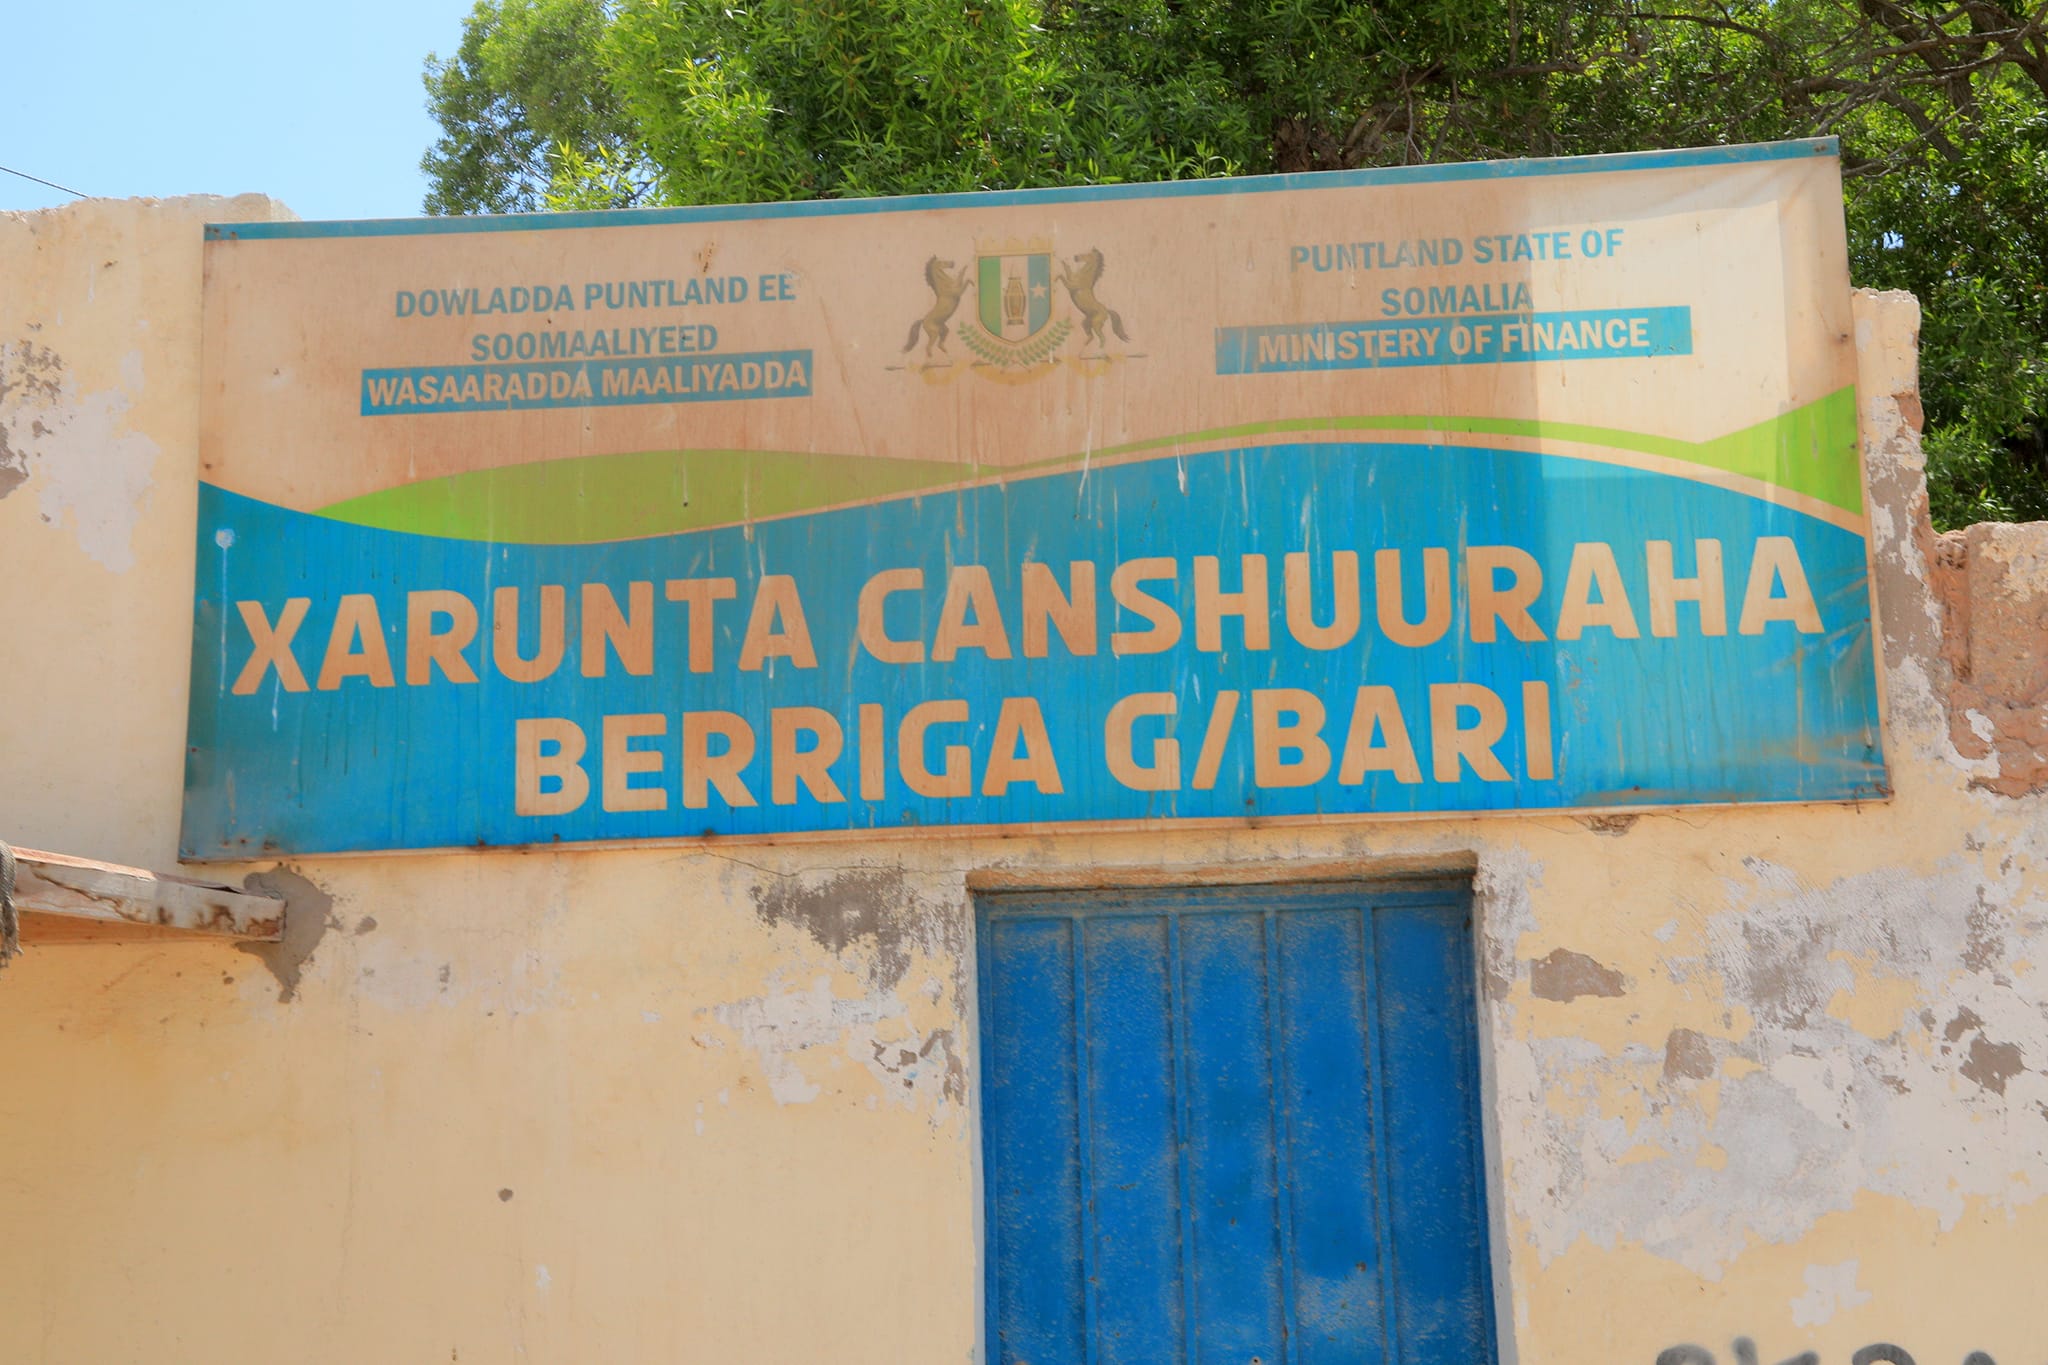 DOWLADDA PUNTLAND EE
SOOMAALIYEED
WASAARADDA MAALIYADDA
PUNTLAND STATE OF
SOMALIA
MINISTERY OF FINANCE
XARUNTA CANSHUURAHA
BERRIGA G/BARI